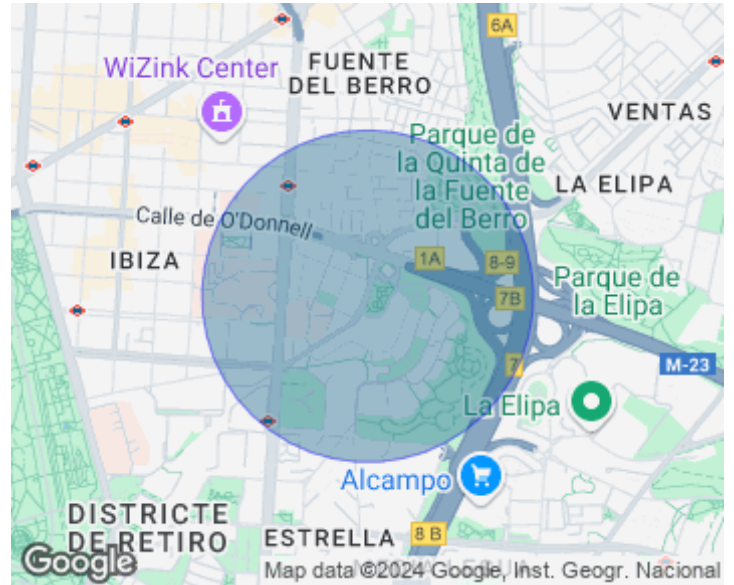 6A
WiZink Center
FUENTE
DEL BERRO
VENTAS
Parque de
la Quinta de
la Fuente
del Berro
LA ELIPA
Calle de O'Donnell
IBIZA
1A
8-9
7B
Parque de
la Elipa
7
M-23
La Elipa
Alcampo
DISTRICTE
DE RETIRO
ESTRELLA
8 B
Google
Map data ©2024 Google, Inst. Geogr. Nacional